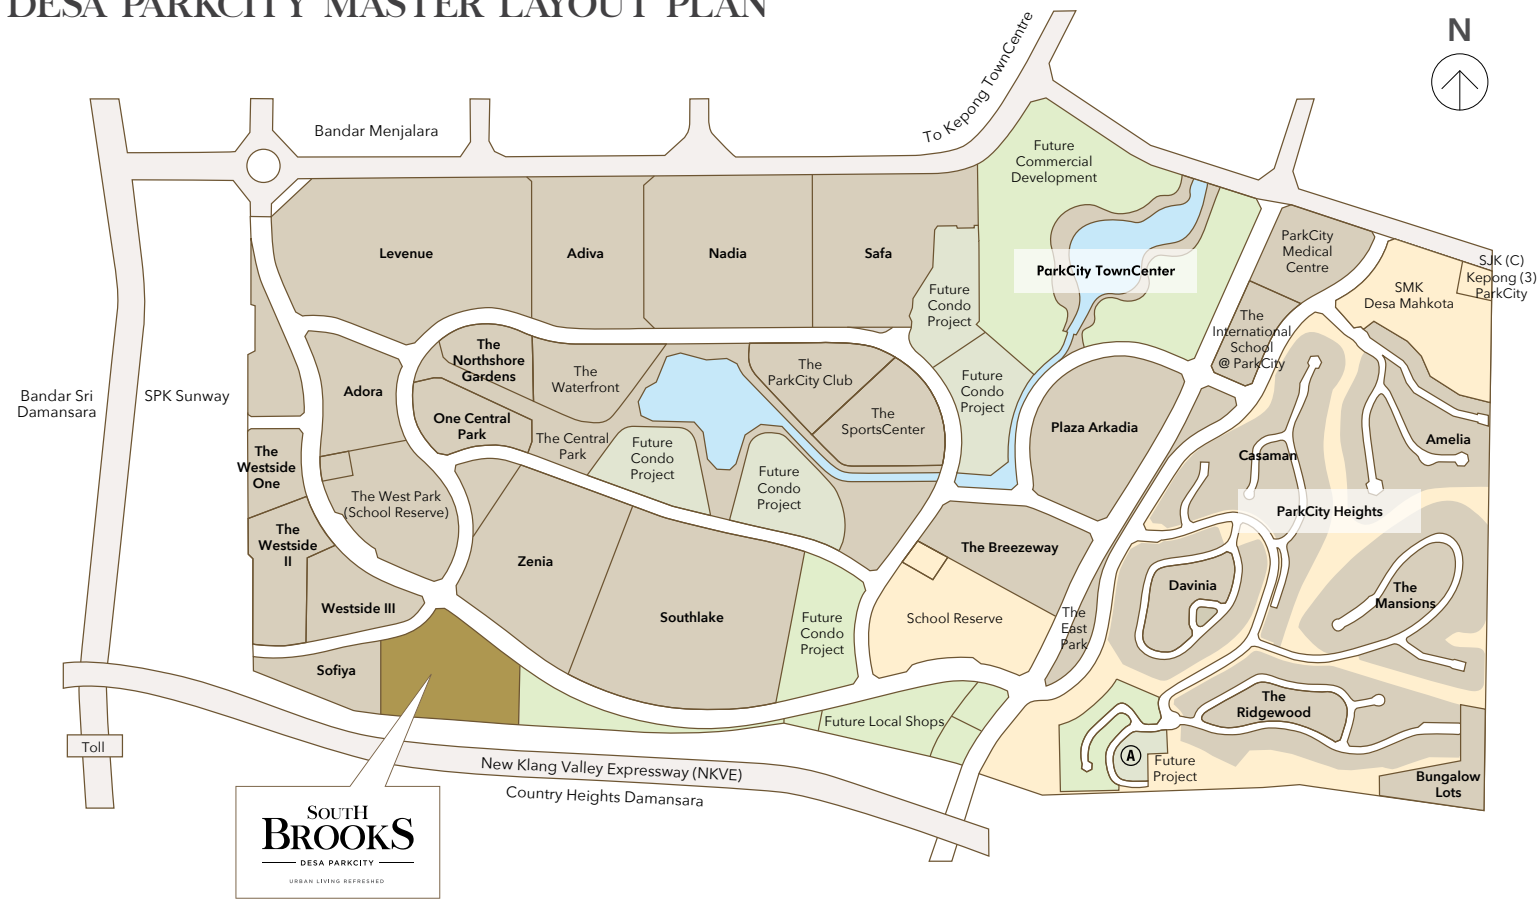 DESA PARKCITY MASTER LAYOUT PLAN
N
To Kepong TownCentre
Bandar Menjalara
Future
Commercial
Development
ParkCity
Medical
Centre
SJK (C)
Kepong (3)
ParkCity
SMK
Desa Mahkota
Levenue
Adiva
Nadia
Safa
ParkCity TownCenter
Future
Condo
Project
The
International
School
@ ParkCity
Bandar Sri
Damansara
SPK Sunway
Adora
The
Northshore
Gardens
The
Waterfront
The
ParkCity Club
The
SportsCenter
Future
Condo
Project
Plaza Arkadia
Amelia
Casaman
One Central
Park
The Central
Park
Future
Condo
Project
Future
Condo
Project
The
Westside
One
The West Park
(School Reserve)
ParkCity Heights
The
Westside
II
Zenia
The Breezeway
Davinia
The
Mansions
Westside III
Southlake
Future
Condo
Project
School Reserve
The
East
Park
Sofiya
The
Ridgewood
Future Local Shops
Toll
A
Future
Project
Bungalow
Lots
New Klang Valley Expressway (NKVE)
Country Heights Damansara
SOUTH
BROOKS
DESA PARKCITY
URBAN LIVING REFRESHED